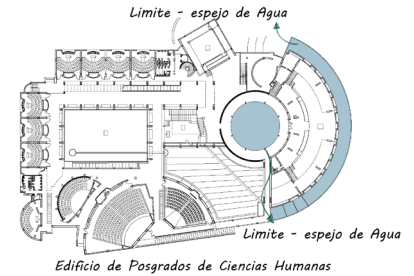 Limite - espejo de Agua
Limite - espejo de Agua
Edificio de Posgrados de Ciencias Humanas